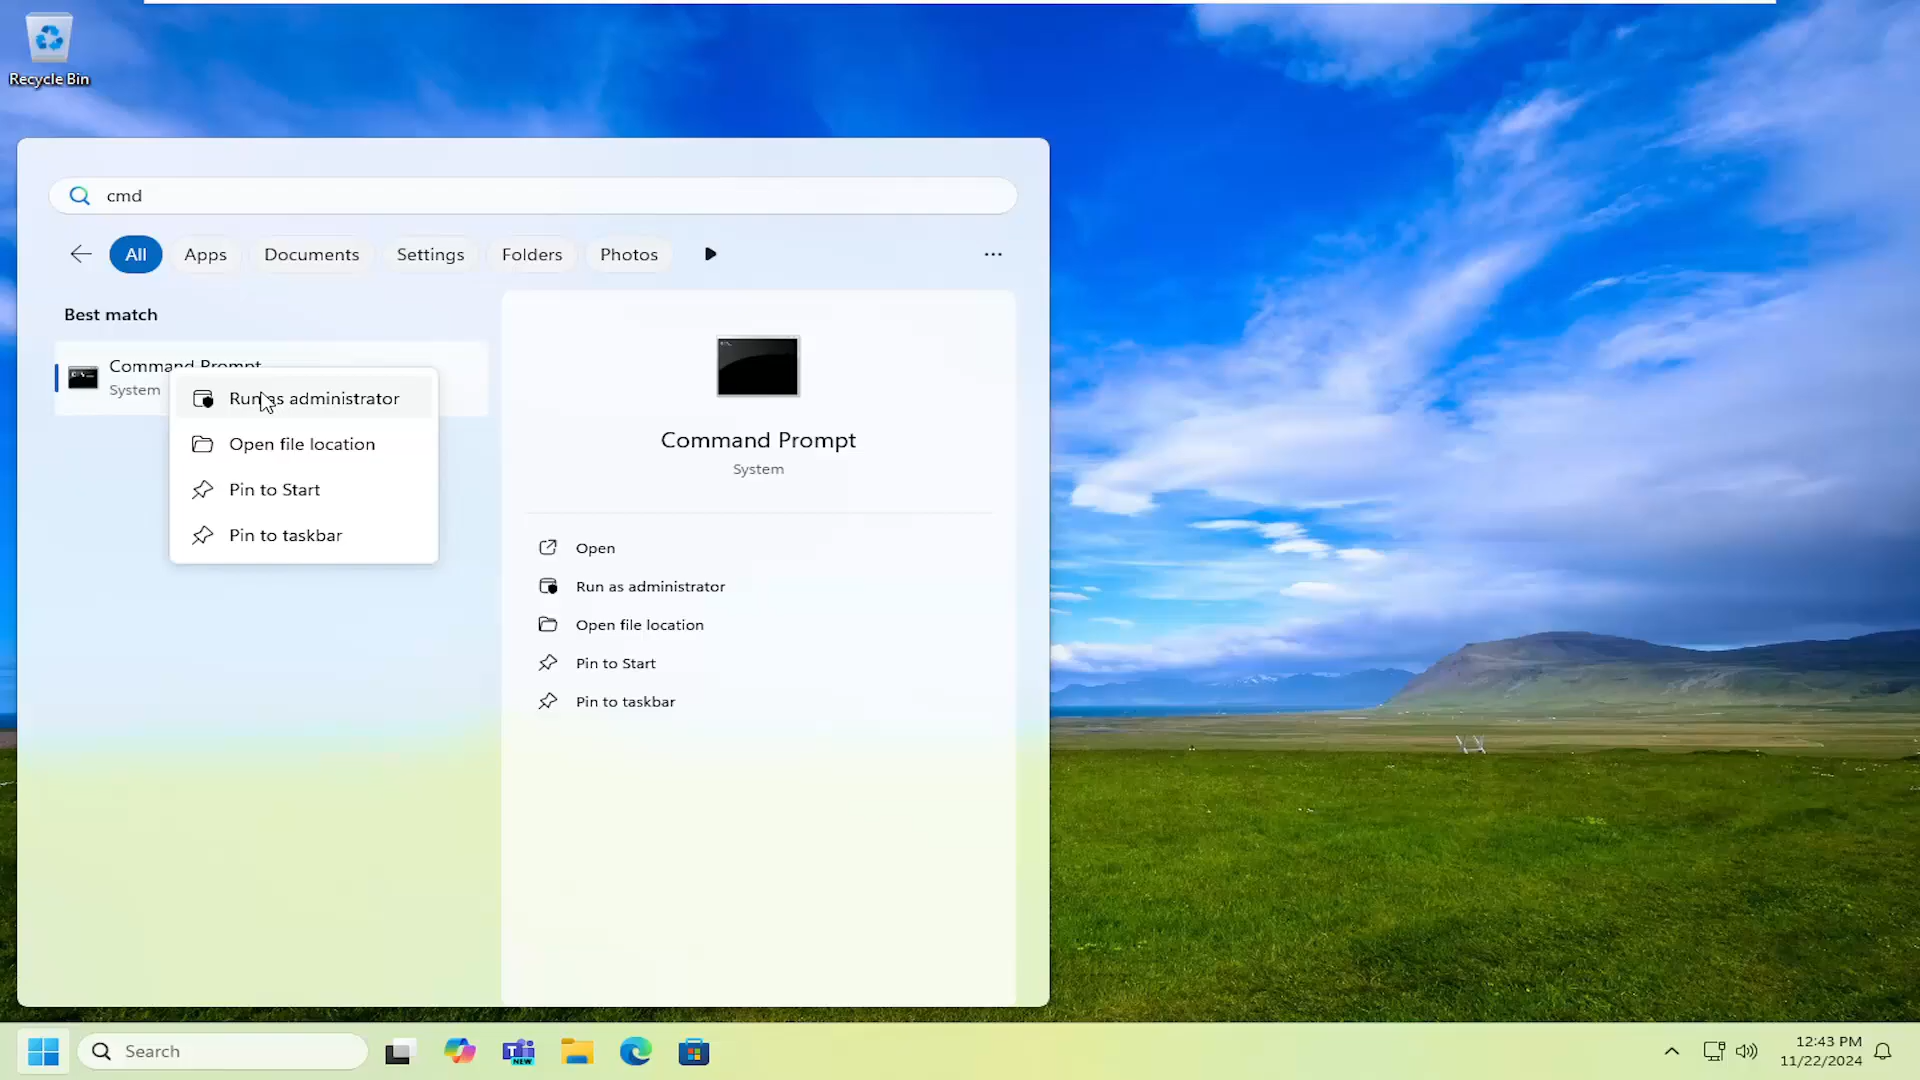 Recycle Bin
cmd
All
Apps
Documents
Settings
Folders
Photos
Best match
Command Prompt
System
Run as administrator
Open file location
Pin to Start
Pin to taskbar
Command Prompt
System
Open
Run as administrator
Open file location
Pin to Start
Pin to taskbar
Search
NEW
12:43 PM
11/22/2024